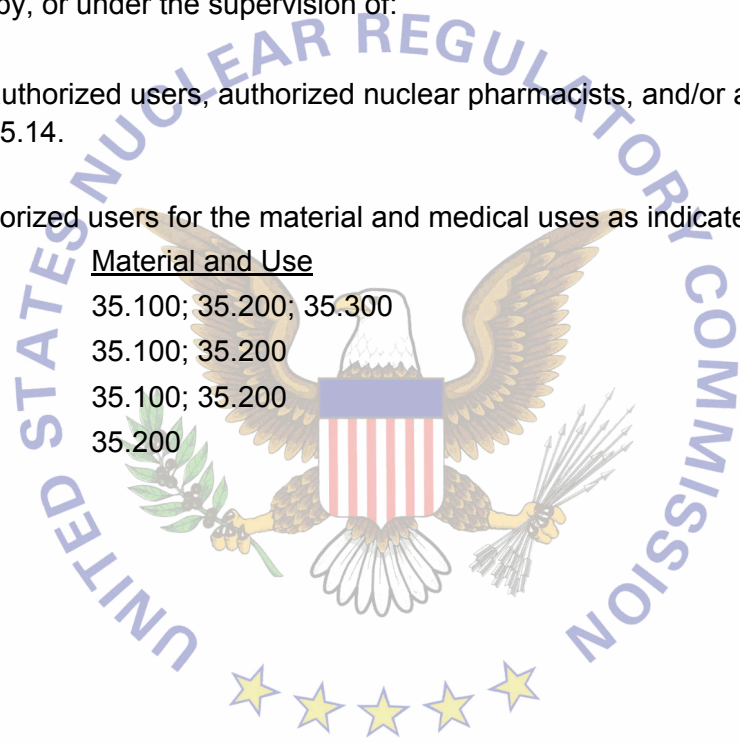 by, or under the supervision of:
uthorized users, authorized nuclear pharmacists, and/or a
5.14.
orized users for the material and medical uses as indicate
Material and Use
35.100; 35.200; 35.300
35.100; 35.200
35.100; 35.200
35.200
UNITED STATES NUCLEAR REGULATORY COMMISSION